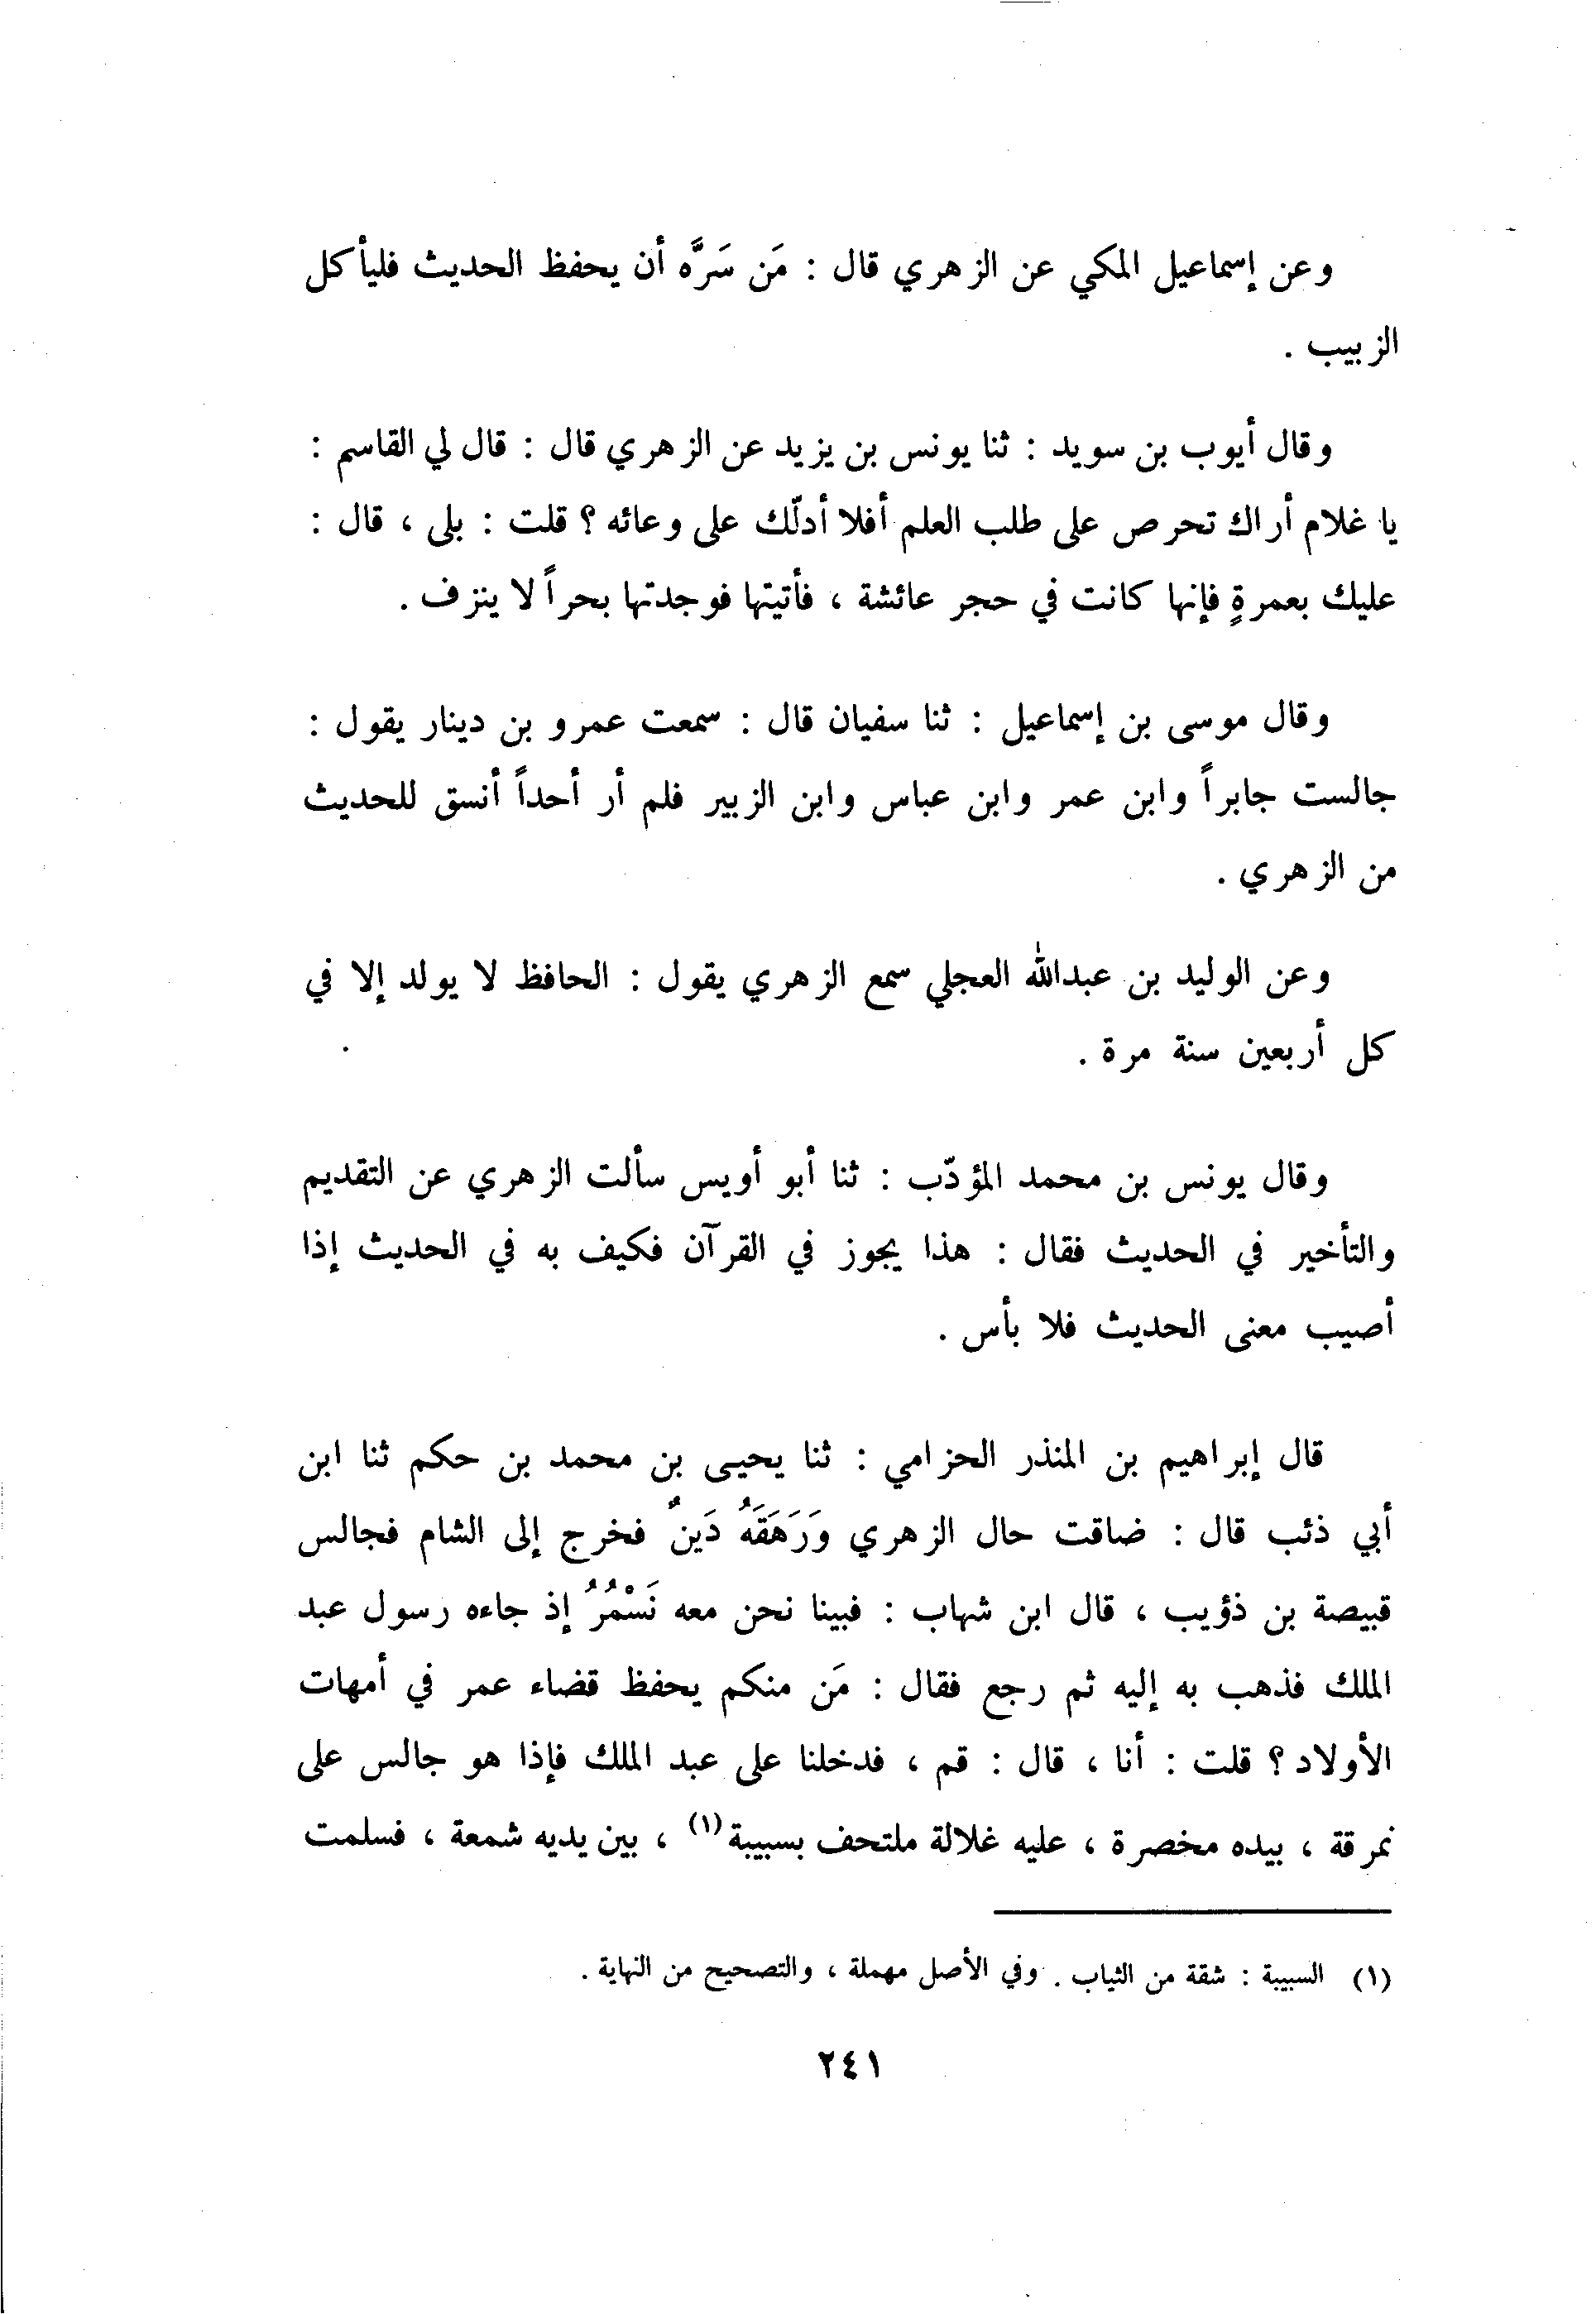 وعن إسماعيل المكي عن الزهري قال : مَن سَرَّه أن يحفظ الحديث فليأكل
الزبيب .
وقال أيوب بن سويد : ثنا يونس بن يزيد عن الزهري قال : قال لي القاسم :
يا غلام أراك تحرص على طلب العلم أفلا أدلّك على وعائه ؟ قلت : بلى ، قال :
عليك بعمرةٍ فإنها كانت في حجر عائشة ، فأتيتها فوجدتها بحراً لا ينزف .
وقال موسى بن إسماعيل : ثنا سفيان قال : سمعت عمرو بن دينار يقول :
جالست جابراً وابن عمر وابن عباس وابن الزبير فلم أر أحداً أنسق للحديث
من الزهري .
وعن الوليد بن عبدالله العجلي سمع الزهري يقول : الحافظ لا يولد إلا في
كل أربعين سنة مرة .
وقال يونس بن محمد المؤدّب : ثنا أبو أويس سألت الزهري عن التقديم
والتأخير في الحديث فقال : هذا يجوز في القرآن فكيف به في الحديث إذا
أصيب معنى الحديث فلا بأس .
قال إبراهيم بن المنذر الحزامي : ثنا يحيى بن محمد بن حكم ثنا ابن
أبي ذئب قال : ضاقت حال الزهري وَرَهَقَهُ دَينٌ فخرج إلى الشام فجالس
قبيصة بن ذؤيب ، قال ابن شهاب : فبينا نحن معه نَسْمُرُ إذ جاءه رسول عبد
الملك فذهب به إليه ثم رجع فقال : مَن منكم يحفظ قضاء عمر في أمهات
الأولاد ؟ قلت : أنا ، قال : قم ، فدخلنا على عبد الملك فإذا هو جالس على
نمرقة ، بيده مخصرة ، عليه غلالة ملتحف بسبيبة (١) ، بين يديه شمعة ، فسلمت
(١) السبيبة : شقة من الثياب . وفي الأصل مهملة ، والتصحيح من النهاية .
٢٤١